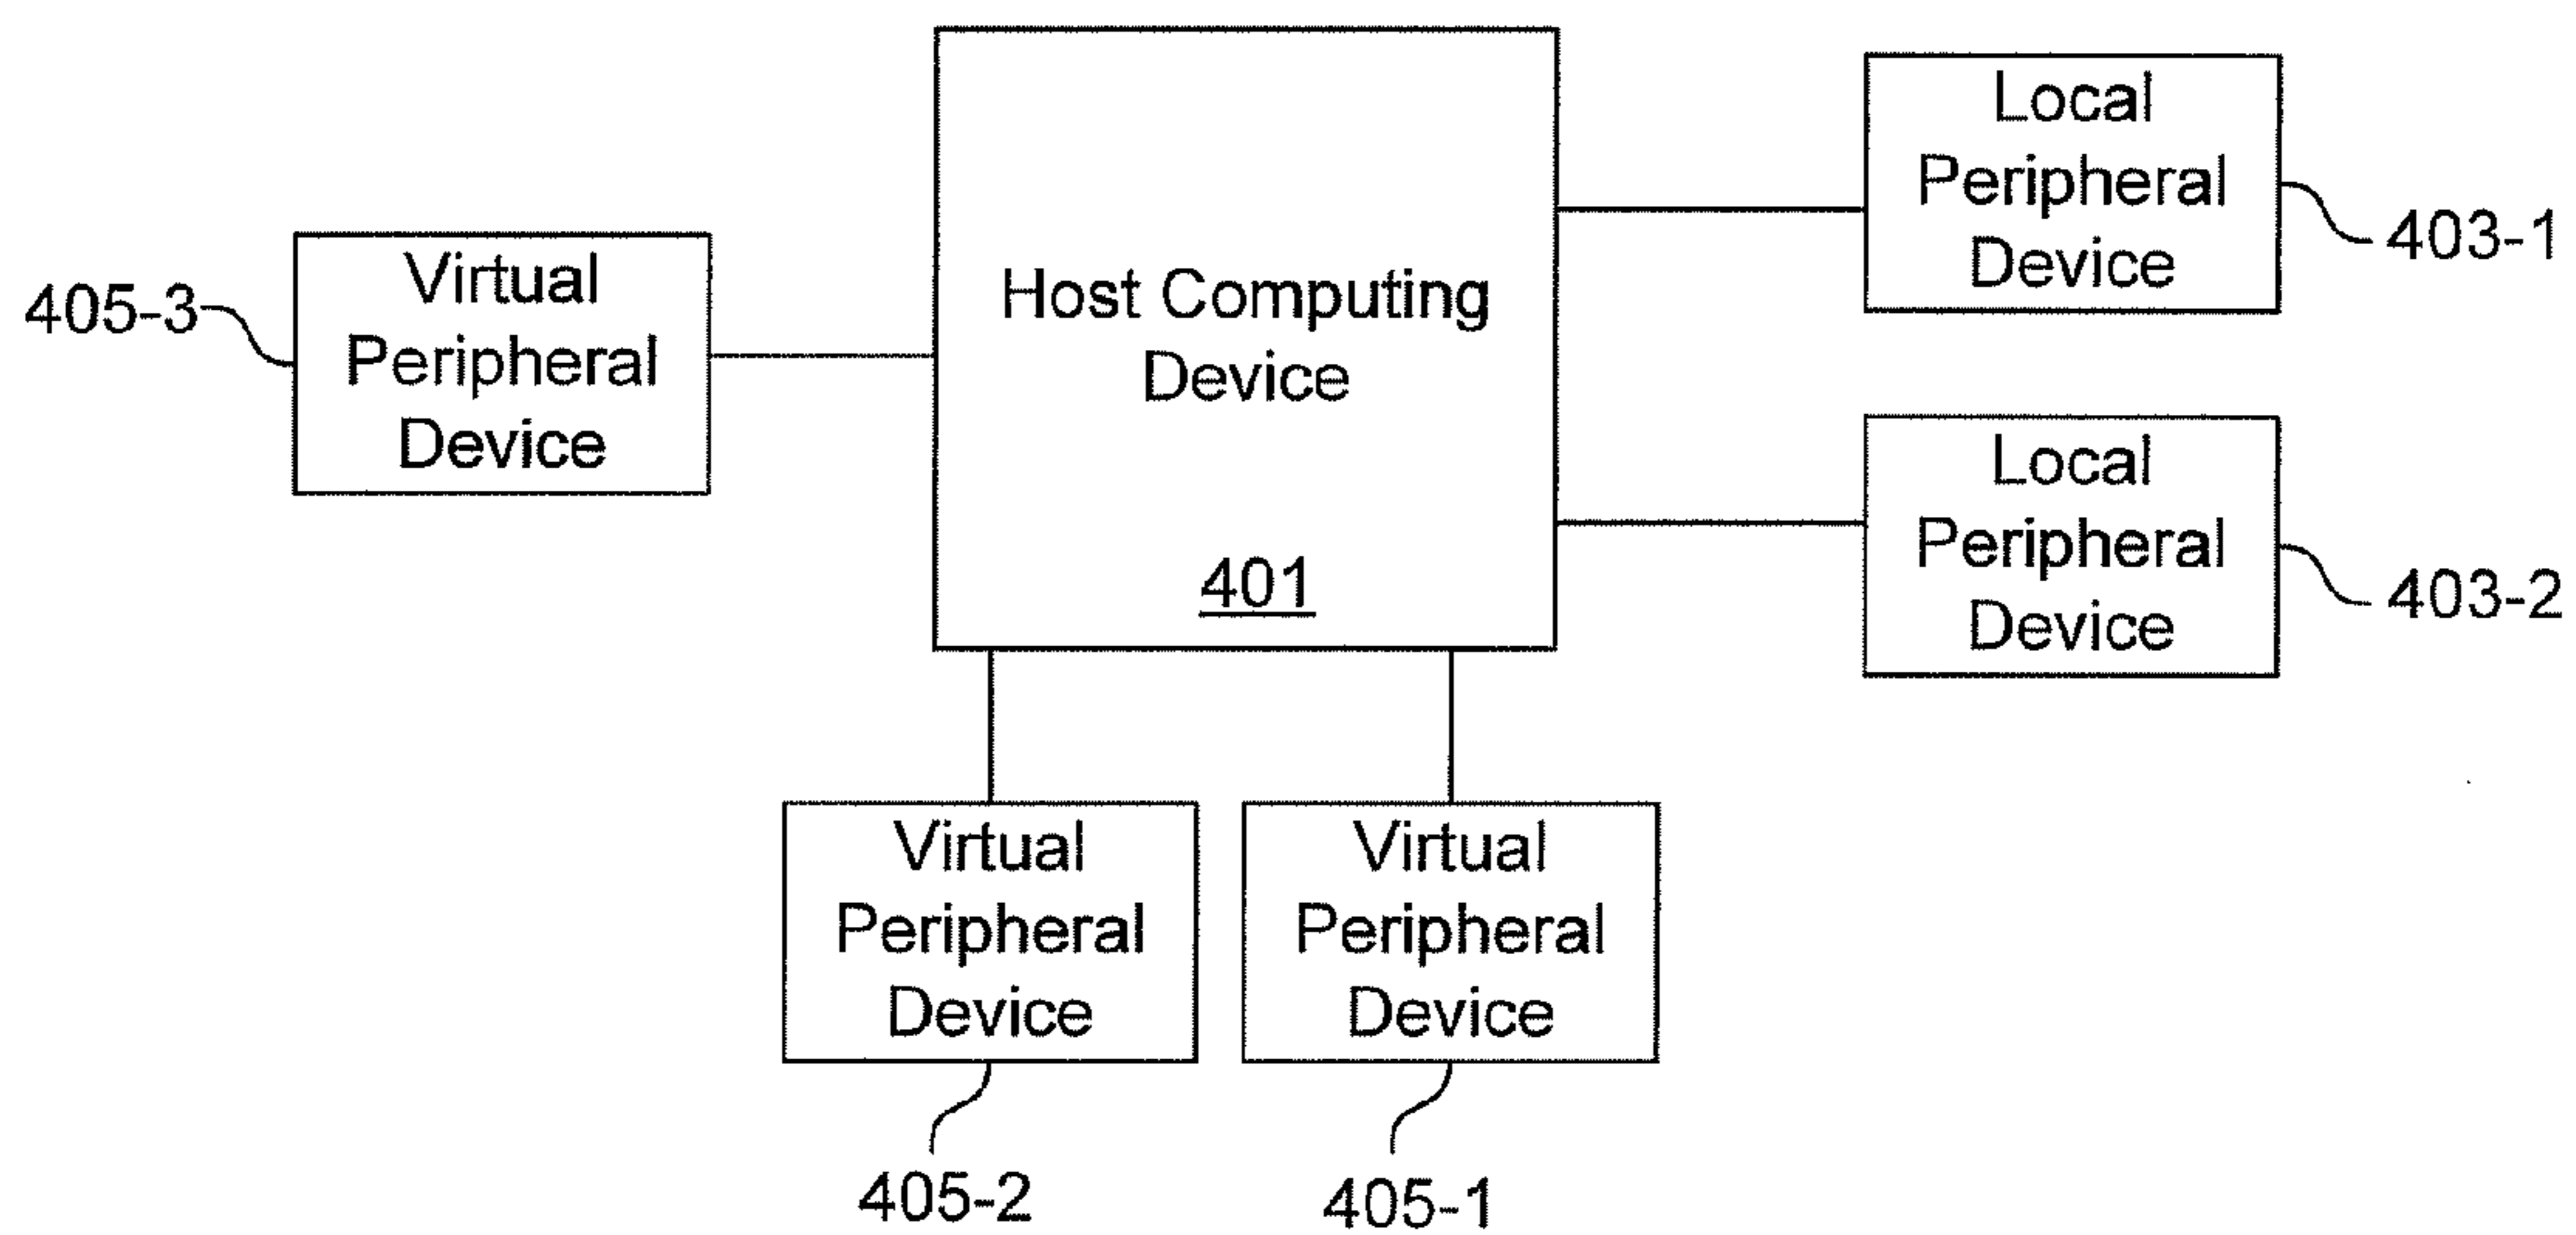 Local
Peripheral
Device
403-1
Host Computing
Device
401
Virtual
Peripheral
Device
405-3
Local
Peripheral
Device
403-2
Virtual
Peripheral
Device
405-2
Virtual
Peripheral
Device
405-1